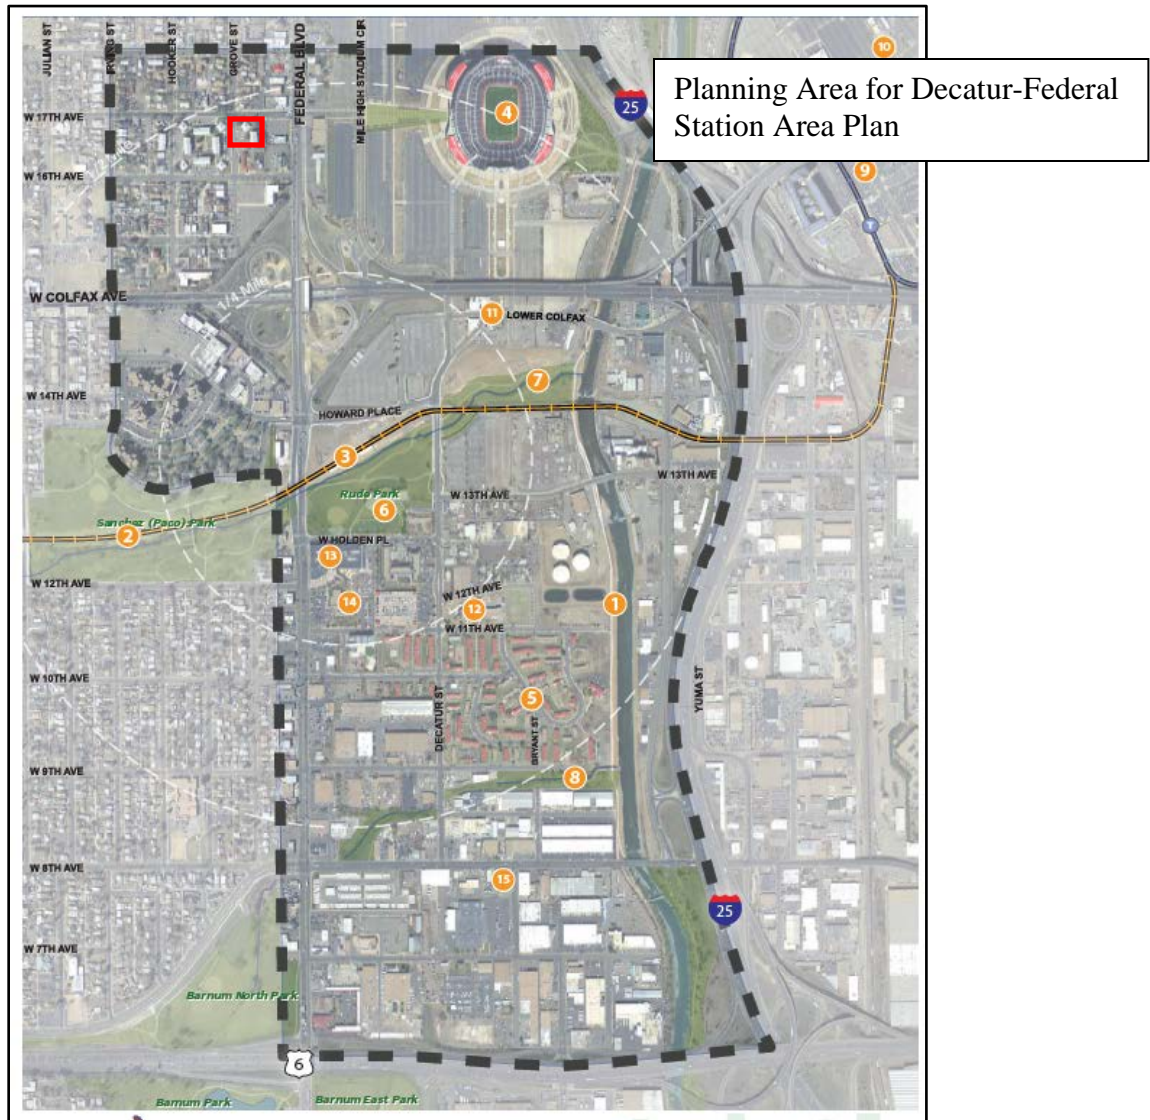 JULIAN ST
IRVING ST
HOOKER ST
GROVE ST
FEDERAL BLVD
MILE HIGH STADIUM CIR
10
Planning Area for Decatur-Federal
Station Area Plan
25
4
W 17TH AVE
9
W 16TH AVE
1/4 Mile
W COLFAX AVE
11
LOWER COLFAX
7
W 14TH AVE
HOWARD PLACE
3
W 13TH AVE
W 13TH AVE
Rude Park
6
Sanchez (Paco) Park
2
W HOLDEN PL
13
W 12TH AVE
W 12TH AVE
14
12
1
W 11TH AVE
W 10TH AVE
5
DECATUR ST
BRYANT ST
YUMA ST
W 9TH AVE
8
W 8TH AVE
15
25
W 7TH AVE
Barnum North Park
6
Barnum Park
Barnum East Park